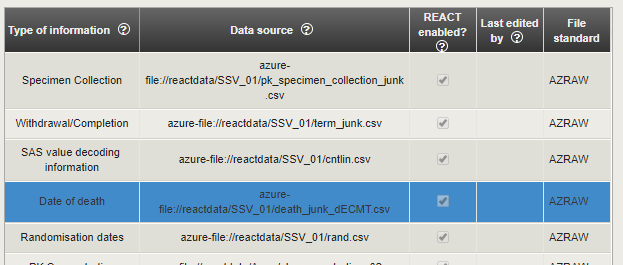 Type of information ?
Data source ?
REACT
enabled?
?
Last edited
by ?
File
standard
Specimen Collection
azure-
file://reactdata/SSV_01/pk_specimen_collection_junk
.csv
AZRAW
Withdrawal/Completion
azure-file://reactdata/SSV_01/term_junk.csv
AZRAW
SAS value decoding
information
azure-file://reactdata/SSV_01/cntlin.csv
AZRAW
Date of death
azure-
file://reactdata/SSV_01/death_junk_dECMT.csv
AZRAW
Randomisation dates
azure-file://reactdata/SSV_01/rand.csv
AZRAW